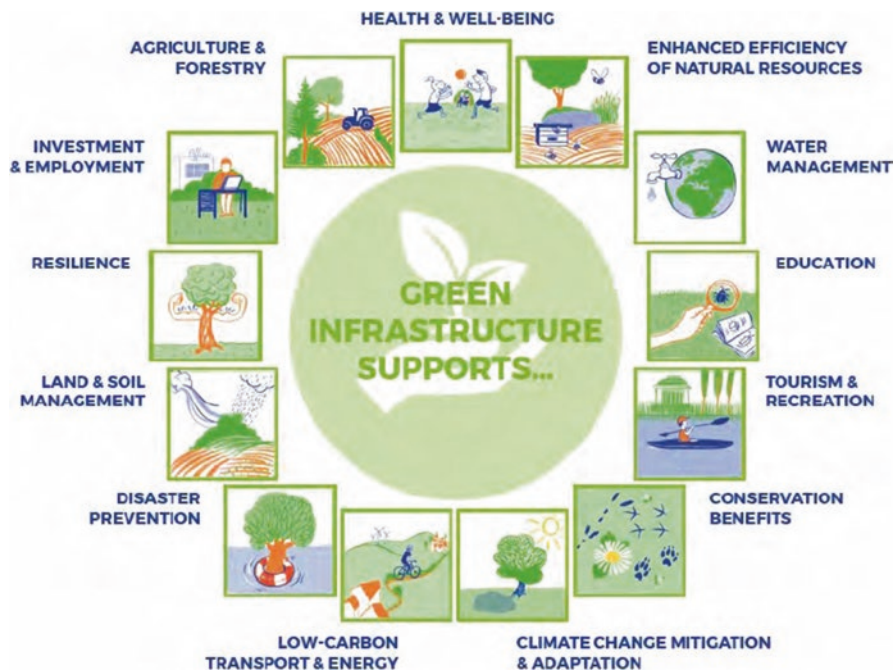 HEALTH & WELL-BEING
AGRICULTURE &
FORESTRY
ENHANCED EFFICIENCY
OF NATURAL RESOURCES
INVESTMENT
& EMPLOYMENT
WATER
MANAGEMENT
RESILIENCE
EDUCATION
GREEN
INFRASTRUCTURE
SUPPORTS...
LAND & SOIL
MANAGEMENT
TOURISM &
RECREATION
DISASTER
PREVENTION
CONSERVATION
BENEFITS
LOW-CARBON
TRANSPORT & ENERGY
CLIMATE CHANGE MITIGATION
& ADAPTATION